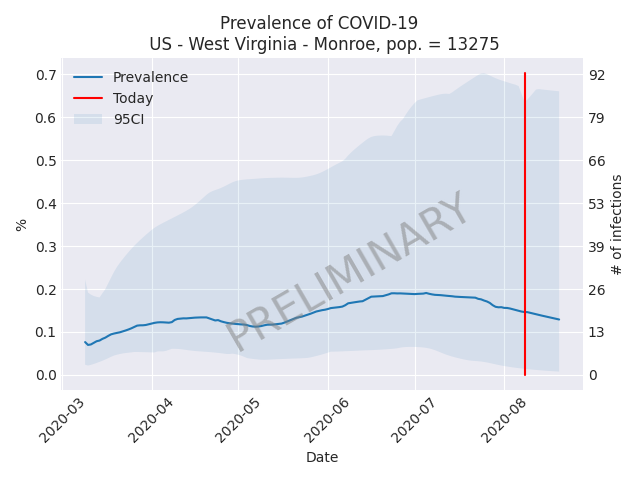 Prevalence of COVID-19
US - West Virginia - Monroe, pop. = 13275
Prevalence
Today
95CI
PRELIMINARY
%
0.7
0.6
0.5
0.4
0.3
0.2
0.1
0.0
92
79
66
53
39
26
13
0
# of infections
2020-03
2020-04
2020-05
2020-06
2020-07
2020-08
Date